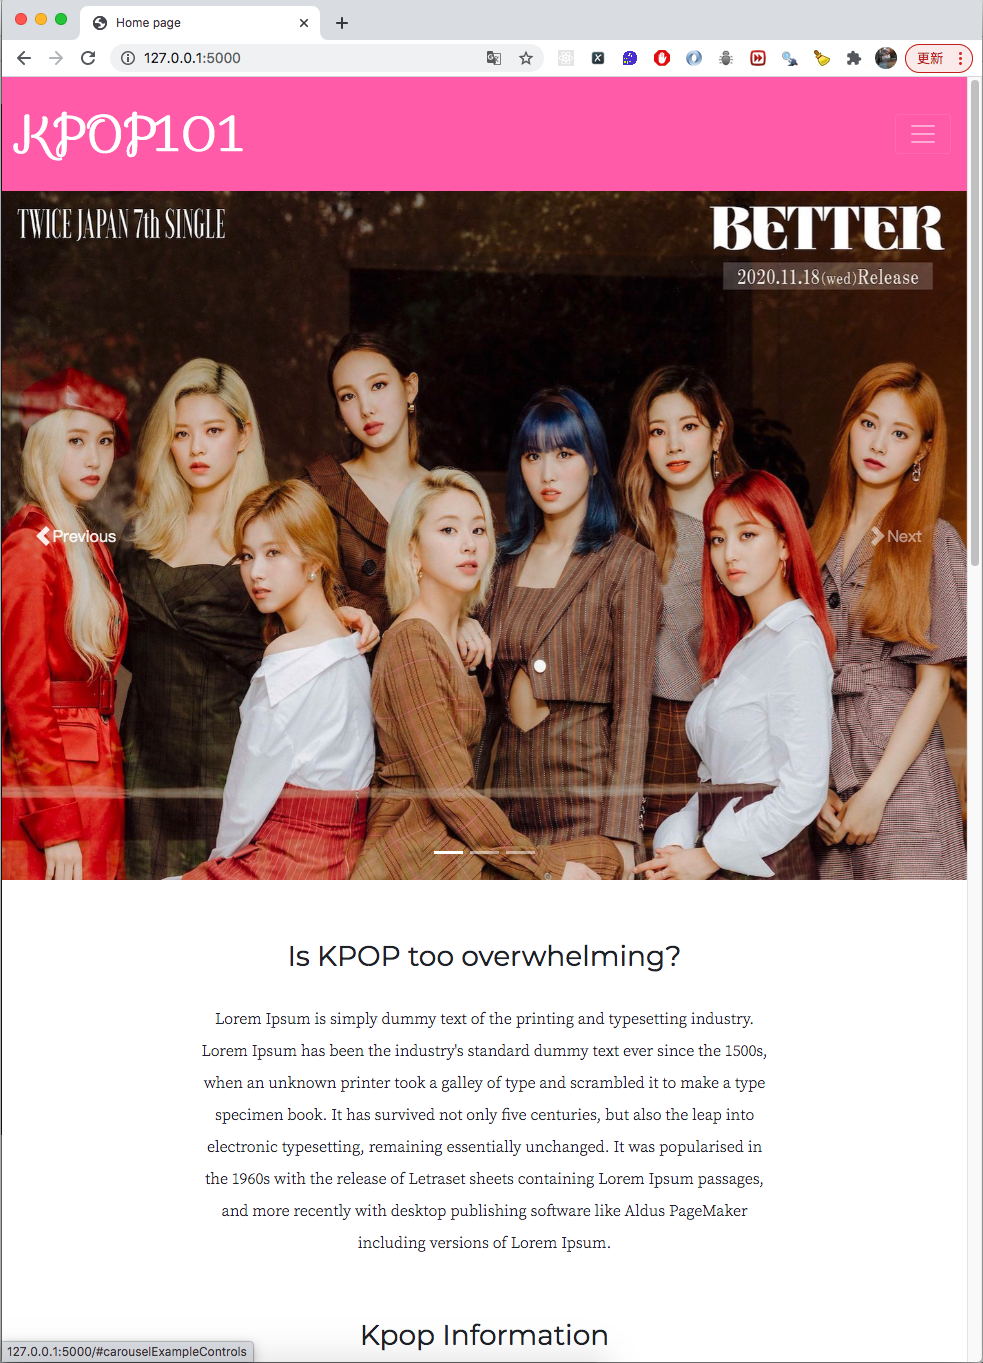 Home page
127.0.0.1:5000
更新
KPOP101
TWICE JAPAN 7th SINGLE
BETTER
2020.11.18(wed)Release
Previous
Next
Is KPOP too overwhelming?
Lorem Ipsum is simply dummy text of the printing and typesetting industry.
Lorem Ipsum has been the industry's standard dummy text ever since the 1500s,
when an unknown printer took a galley of type and scrambled it to make a type
specimen book. It has survived not only five centuries, but also the leap into
electronic typesetting, remaining essentially unchanged. It was popularised in
the 1960s with the release of Letraset sheets containing Lorem Ipsum passages,
and more recently with desktop publishing software like Aldus PageMaker
including versions of Lorem Ipsum.
Kpop Information
127.0.0.1:5000/#carouselExampleControls